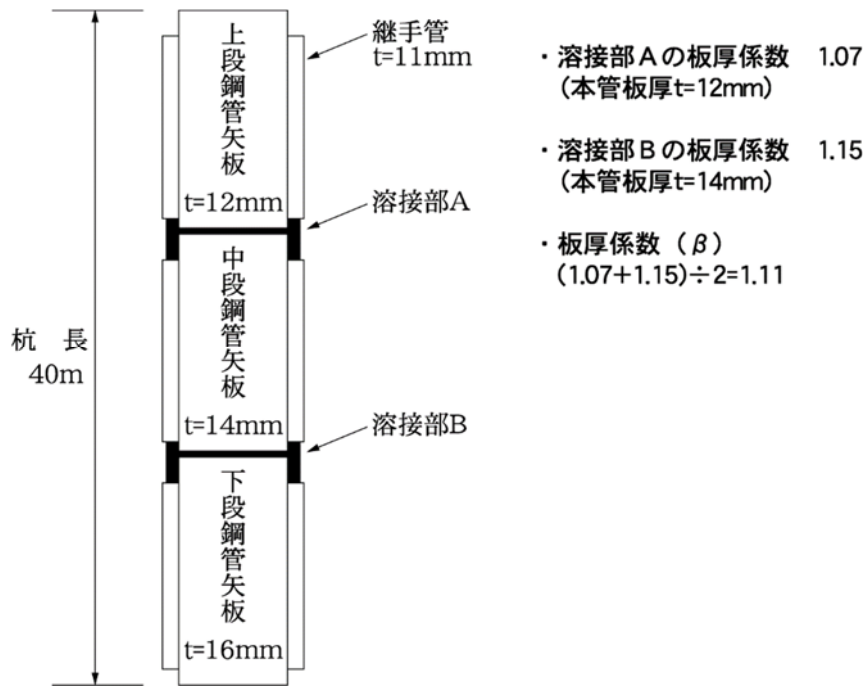 上段鋼管矢板
t=12mm
継手管
t=11mm
溶接部A
中段鋼管矢板
t=14mm
溶接部B
下段鋼管矢板
t=16mm
杭 長
40m
・溶接部Aの板厚係数 1.07
(本管板厚t=12mm)
・溶接部Bの板厚係数 1.15
(本管板厚t=14mm)
・板厚係数（β）
(1.07+1.15)÷2=1.11